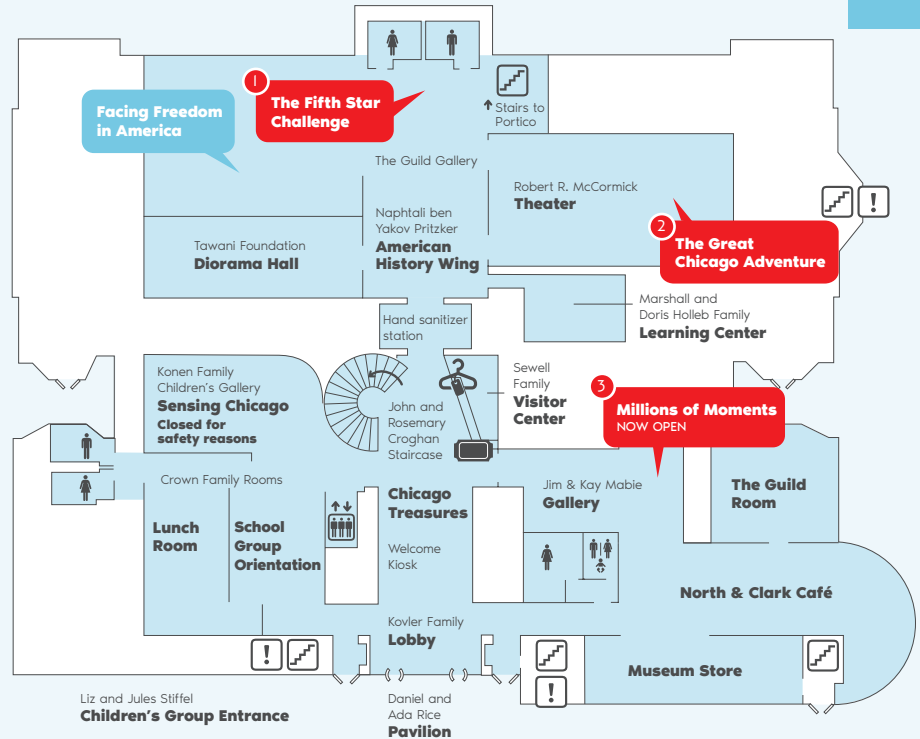 1
The Fifth Star
Challenge
Facing Freedom
in America
Stairs to
Portico
The Guild Gallery
Robert R. McCormick
Theater
2
The Great
Chicago Adventure
Naphtali ben
Yakov Pritzker
American
History Wing
Tawani Foundation
Diorama Hall
Marshall and
Doris Holleb Family
Learning Center
Hand sanitizer
station
Konen Family
Children's Gallery
Sensing Chicago
Closed for
safety reasons
John and
Rosemary
Croghan
Staircase
Sewell
Family
Visitor
Center
3
Millions of Moments
NOW OPEN
Crown Family Rooms
Lunch
Room
School
Group
Orientation
Chicago
Treasures
Welcome
Kiosk
Jim & Kay Mabie
Gallery
The Guild
Room
North & Clark Café
Kovler Family
Lobby
Museum Store
!
!
!
Liz and Jules Stiffel
Children's Group Entrance
Daniel and
Ada Rice
Pavilion